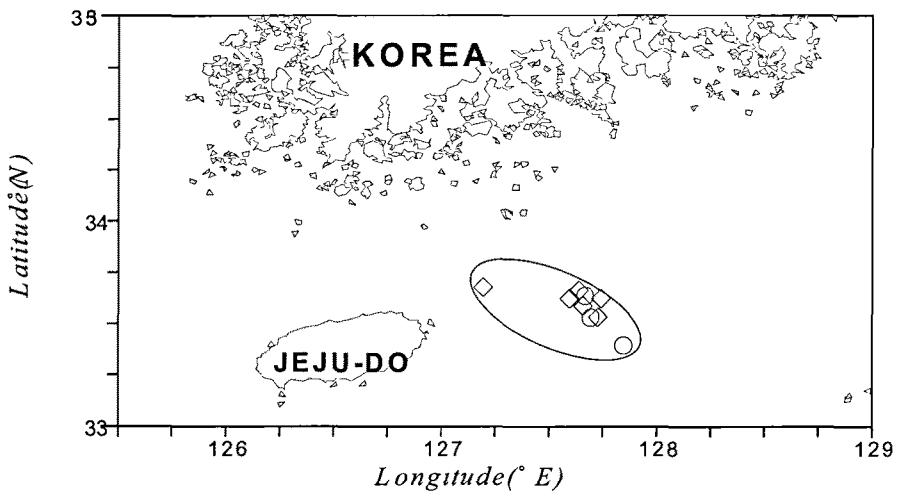 35
KOREA
34
JEJU-DO
33
126
127
128
129
Latitude(°N)
Longitude(° E)